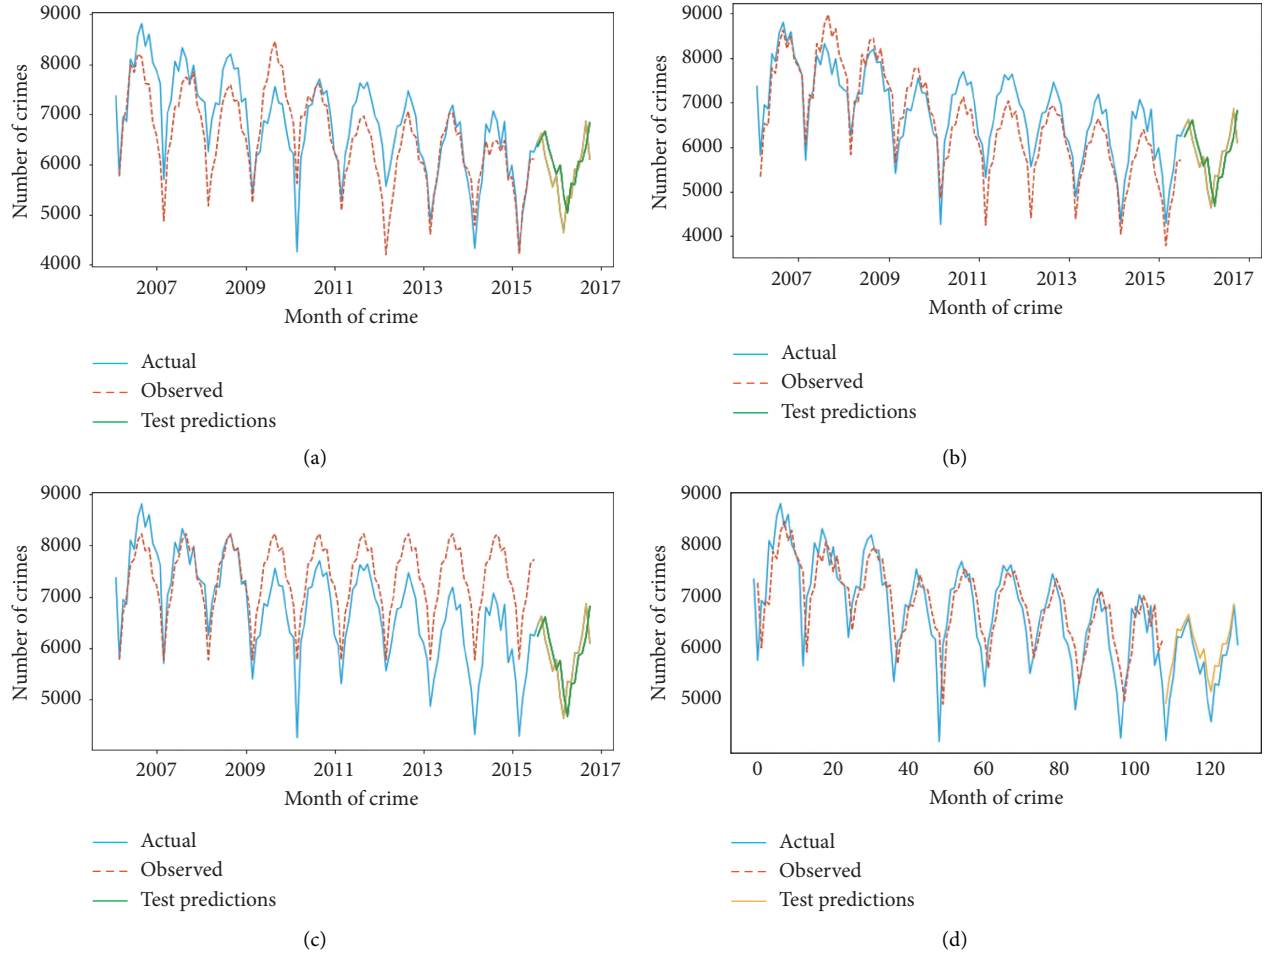 9000
8000
7000
6000
5000
4000
Number of crimes
2007 2009 2011 2013 2015 2017
Month of crime
Actual
Observed
Test predictions
(a)
9000
8000
7000
6000
5000
4000
Number of crimes
2007 2009 2011 2013 2015 2017
Month of crime
Actual
Observed
Test predictions
(b)
9000
8000
7000
6000
5000
Number of crimes
2007 2009 2011 2013 2015 2017
Month of crime
Actual
Observed
Test predictions
(c)
9000
8000
7000
6000
5000
Number of crimes
0 20 40 60 80 100 120
Month of crime
Actual
Observed
Test predictions
(d)